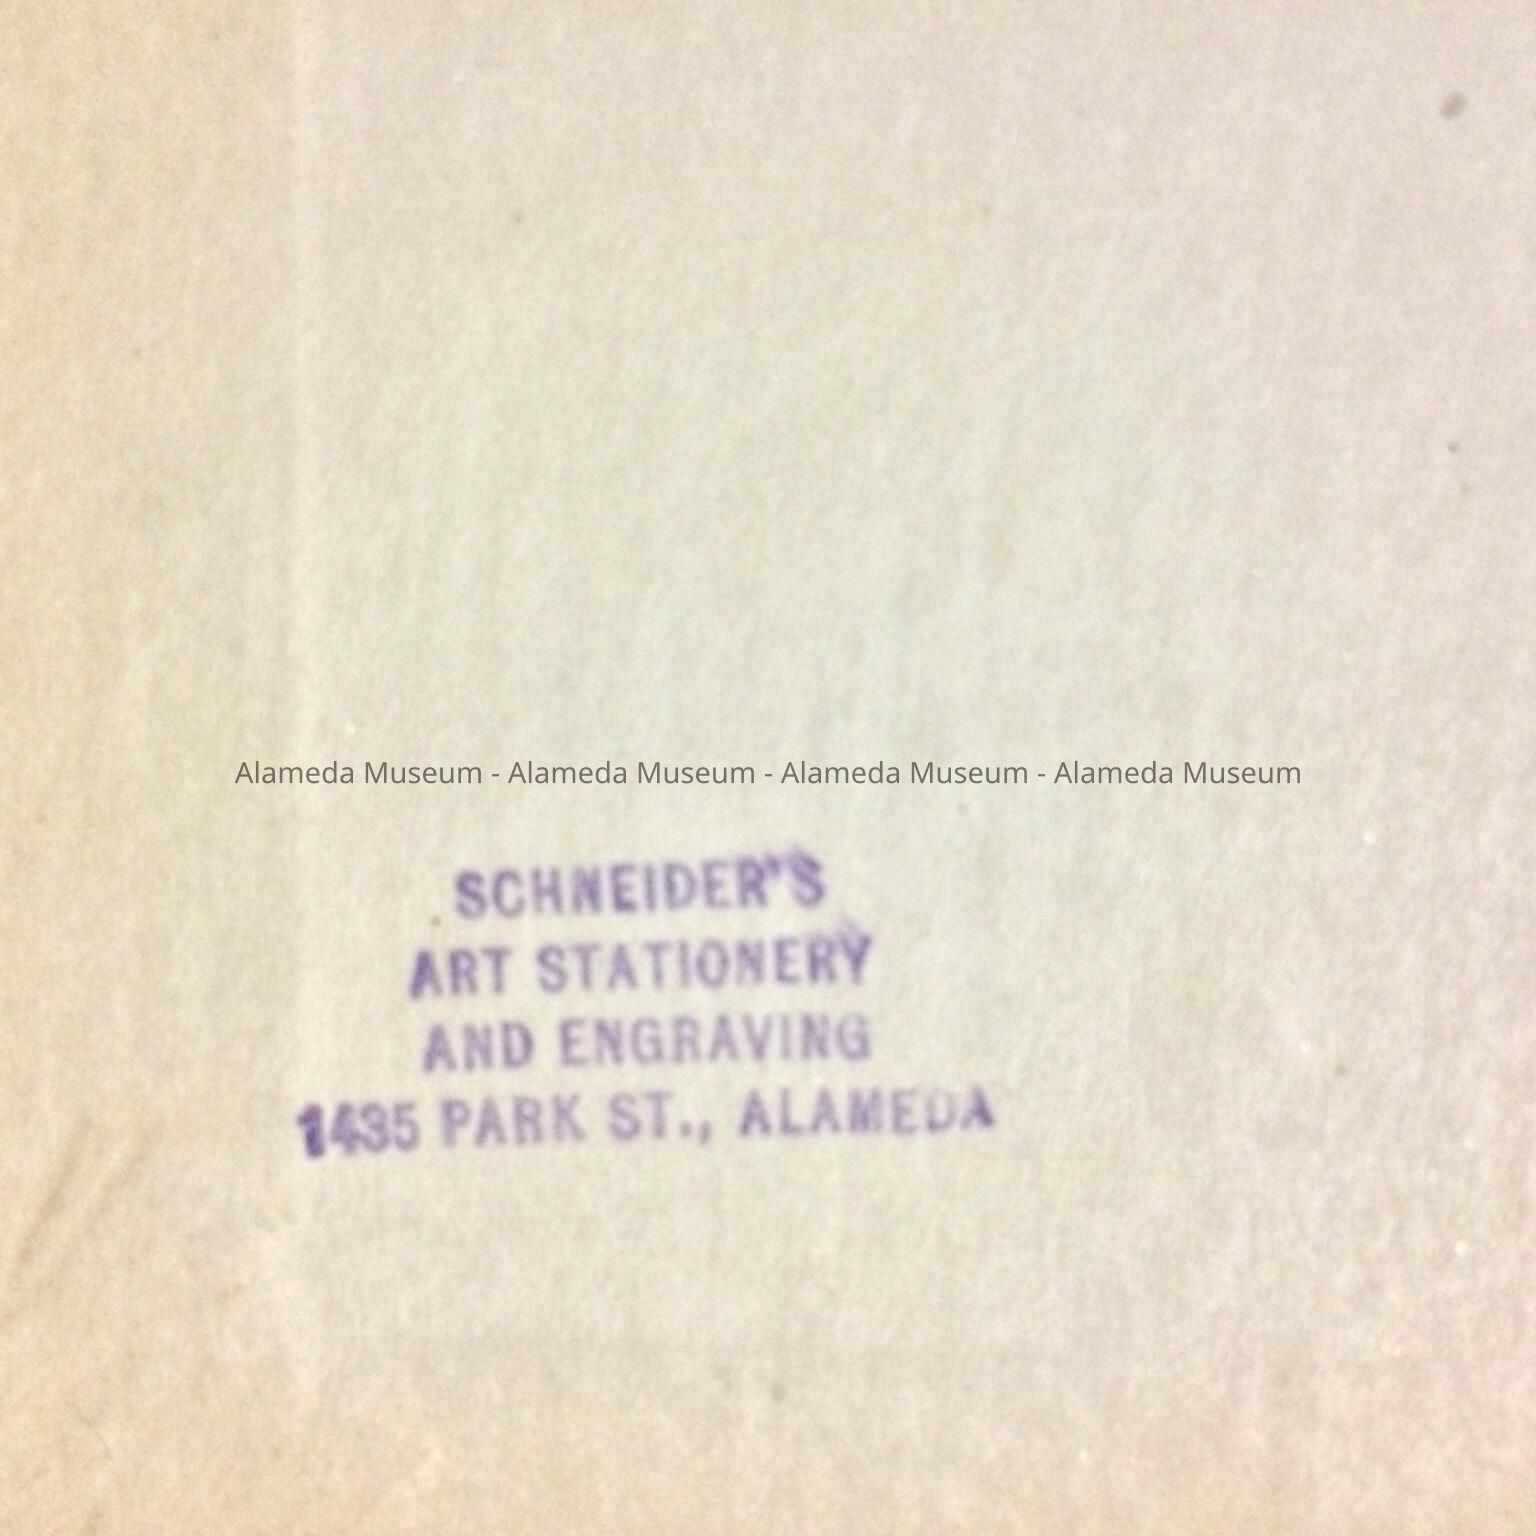 Alameda Museum - Alameda Museum - Alameda Museum - Alameda Museum
SCHNEIDER'S
ART STATIONERY
AND ENGRAVING
1435 PARK ST., ALAMEDA